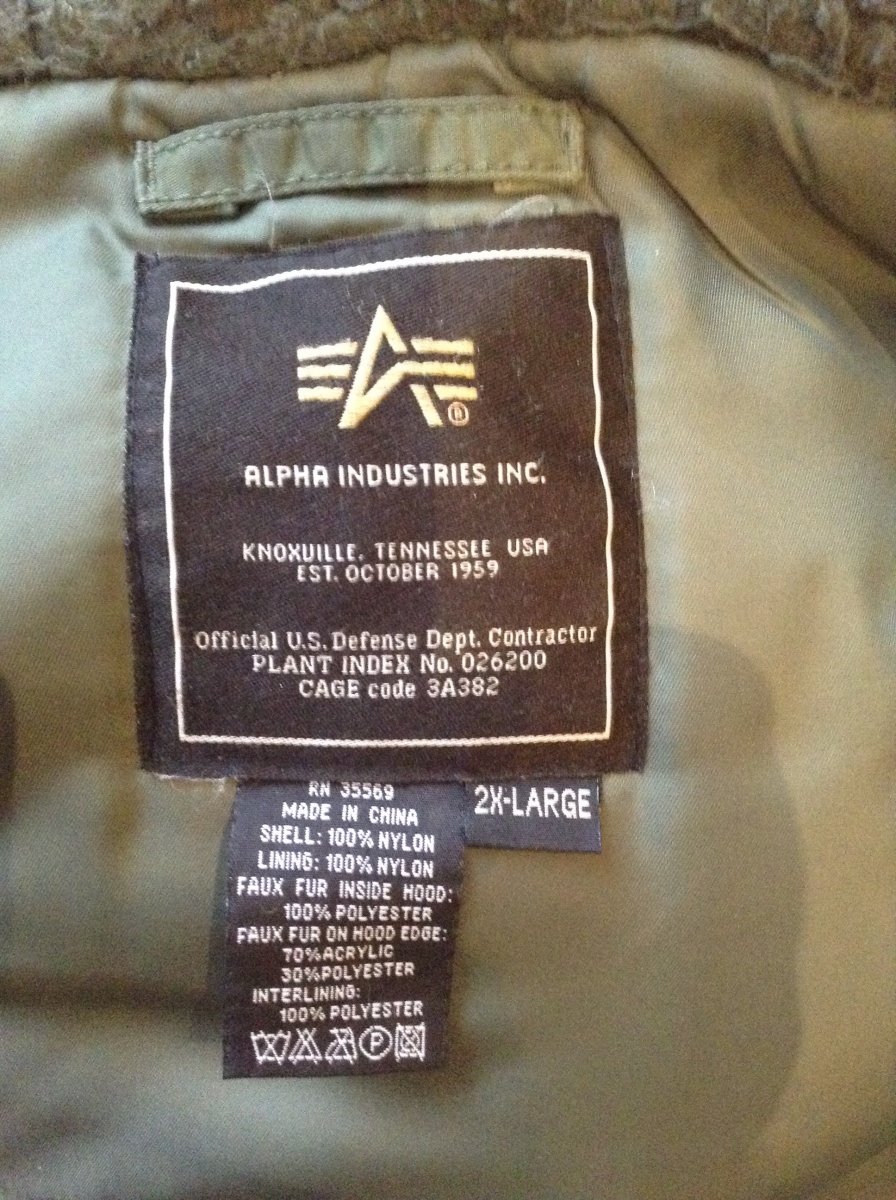 ALPHA INDUSTRIES INC.
KNOXVILLE, TENNESSEE USA
EST. OCTOBER 1959
Official U.S. Defense Dept. Contractor
PLANT INDEX No. 026200
CAGE code 3A382
RN 35569
MADE IN CHINA
SHELL: 100% NYLON
LINING: 100% NYLON
FAUX FUR INSIDE HOOD:
100% POLYESTER
FAUX FUR ON HOOD EDGE:
70% ACRYLIC
30% POLYESTER
INTERLINING:
100% POLYESTER
P
2X-LARGE